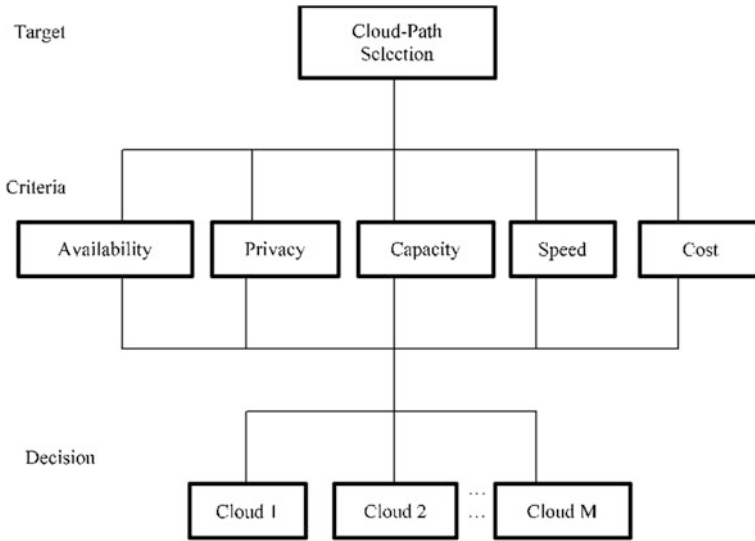 Target
Cloud-Path
Selection
Criteria
Availability
Privacy
Capacity
Speed
Cost
Decision
Cloud 1
Cloud 2
...
...
Cloud M